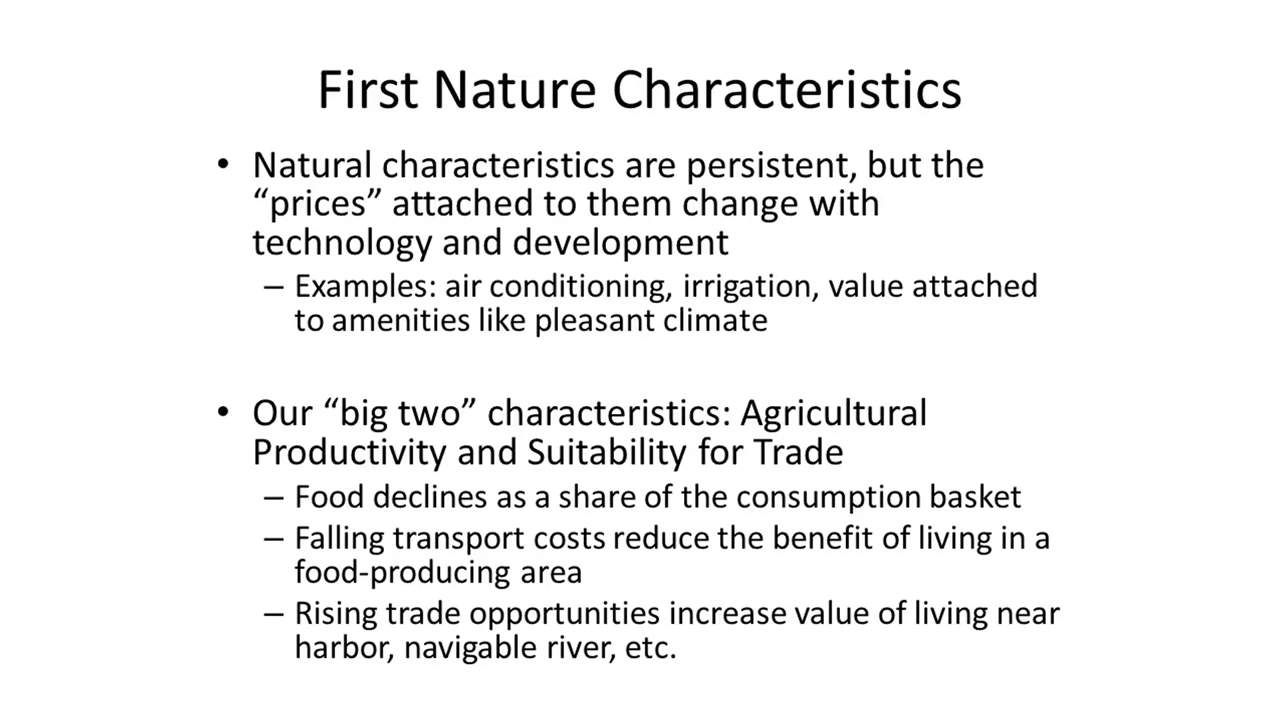 First Nature Characteristics
• Natural characteristics are persistent, but the
“prices” attached to them change with
technology and development
– Examples: air conditioning, irrigation, value attached
to amenities like pleasant climate
• Our “big two” characteristics: Agricultural
Productivity and Suitability for Trade
– Food declines as a share of the consumption basket
– Falling transport costs reduce the benefit of living in a
food-producing area
– Rising trade opportunities increase value of living near
harbor, navigable river, etc.